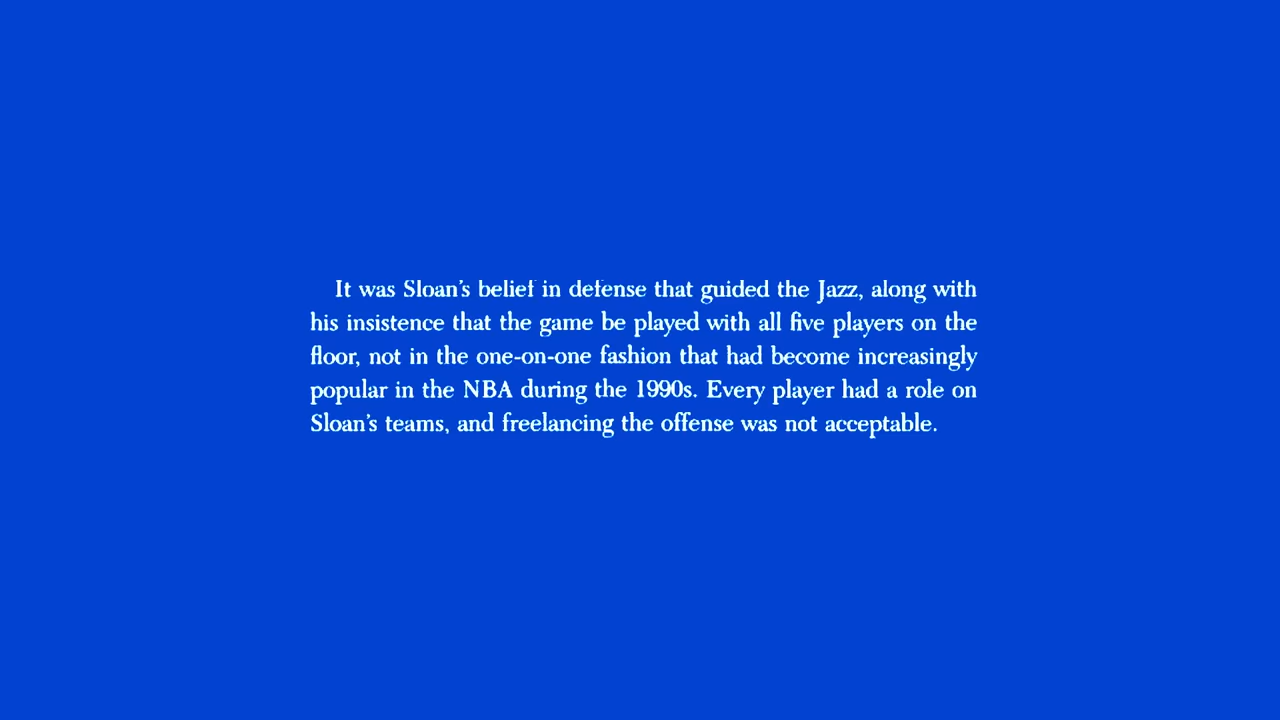 It was Sloan's belief in defense that guided the Jazz, along with
his insistence that the game be played with all five players on the
floor, not in the one-on-one fashion that had become increasingly
popular in the NBA during the 1990s. Every player had a role on
Sloan's teams, and freelancing the offense was not acceptable.